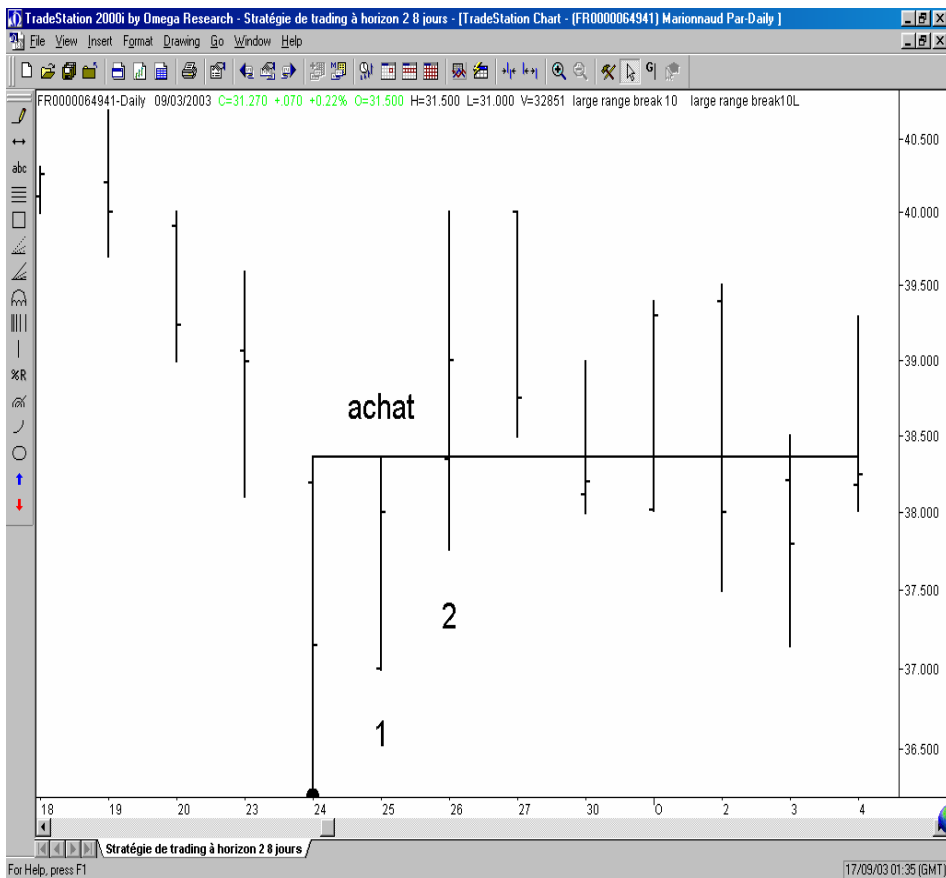 TradeStation 2000i by Omega Research - Stratégie de trading à horizon 2 8 jours - [TradeStation Chart - (FR0000064941) Marionnaud Par-Daily ]
File View Insert Format Drawing Go Window Help
FR0000064941-Daily 09/03/2003 C=31.270 +.070 +0.22% O=31.500 H=31.500 L=31.000 V=32851 large range break 10 large range break10L
abc
%R
G
40.500
40.000
39.500
39.000
38.500
38.000
37.500
37.000
36.500
achat
2
1
18 19 20 23 24 25 26 27 30 'O 2 3 4
Stratégie de trading à horizon 2 8 jours
For Help, press F1 17/09/03 01:35 (GMT)